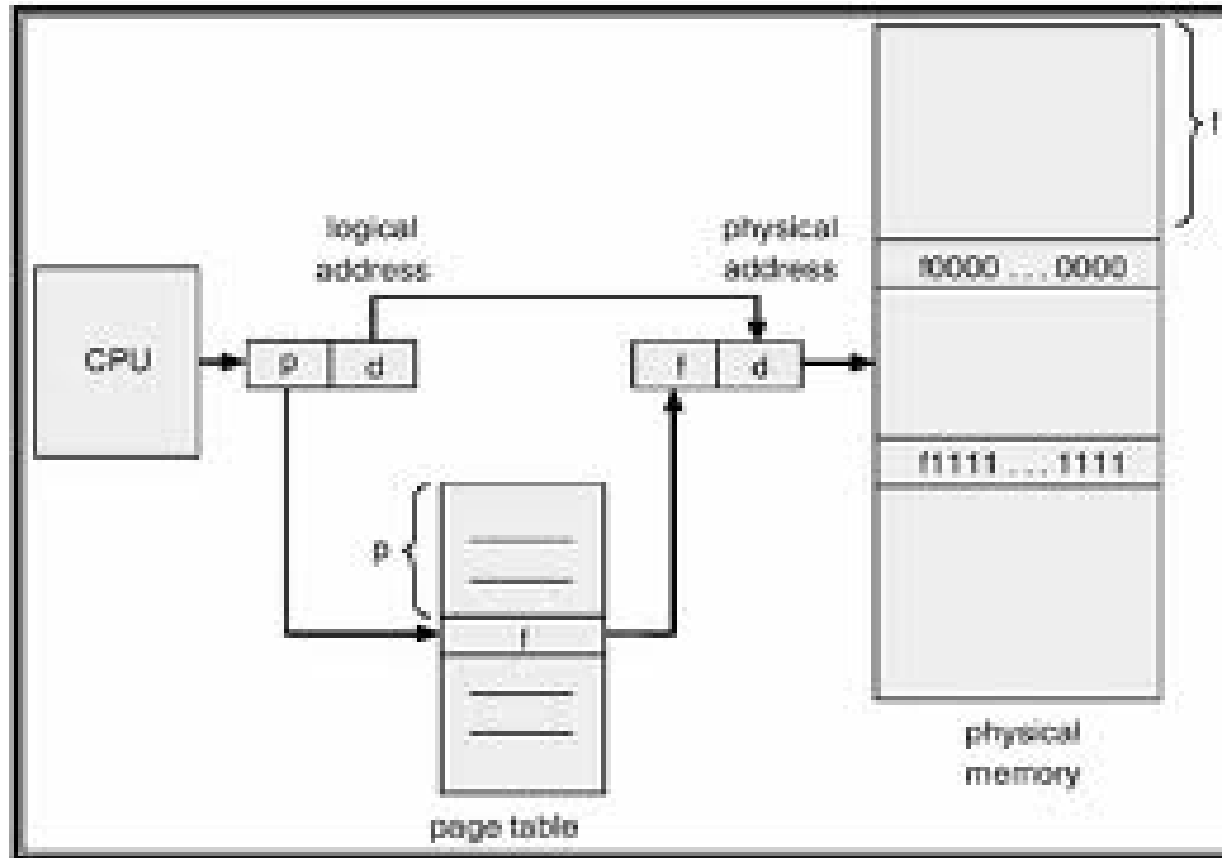 f
logical
address
physical
address
f0000 ... 0000
CPU
p
d
f
d
f1111 ... 1111
p
f
physical
memory
page table